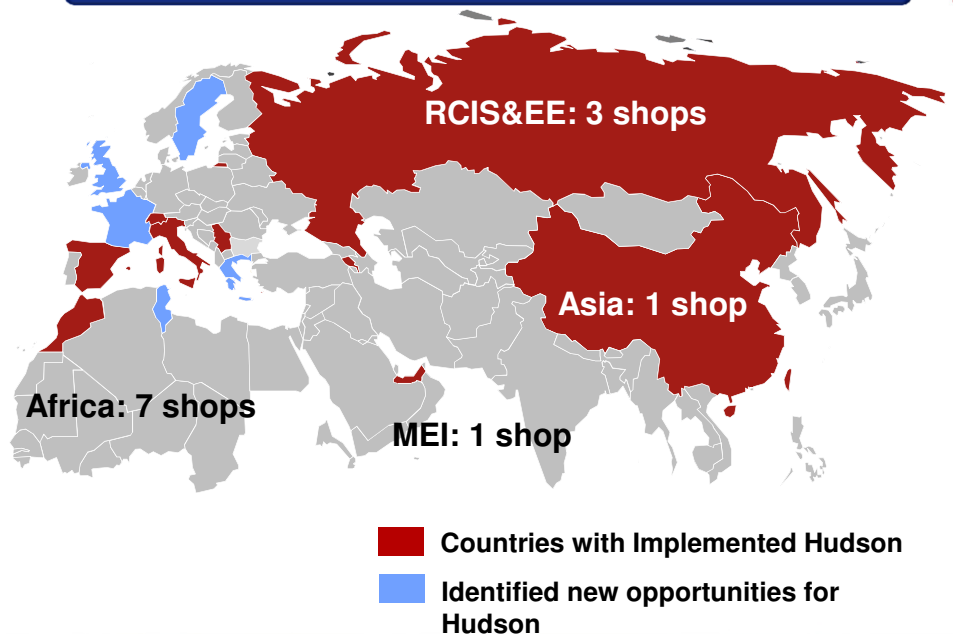 RCIS&EE: 3 shops
Asia: 1 shop
Africa: 7 shops
MEI: 1 shop
Countries with Implemented Hudson
Identified new opportunities for
Hudson